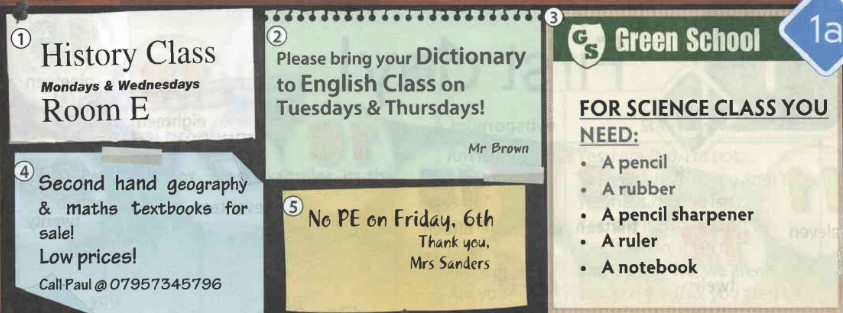 1
History Class
Mondays & Wednesdays
Room E
2
Please bring your Dictionary
to English Class on
Tuesdays & Thursdays!
Mr Brown
3
GS Green School
1a
FOR SCIENCE CLASS YOU
NEED:
• A pencil
• A rubber
• A pencil sharpener
• A ruler
• A notebook
4
Second hand geography
& maths textbooks for
sale!
Low prices!
Call Paul @ 07957345796
5
No PE on Friday, 6th
Thank you,
Mrs Sanders